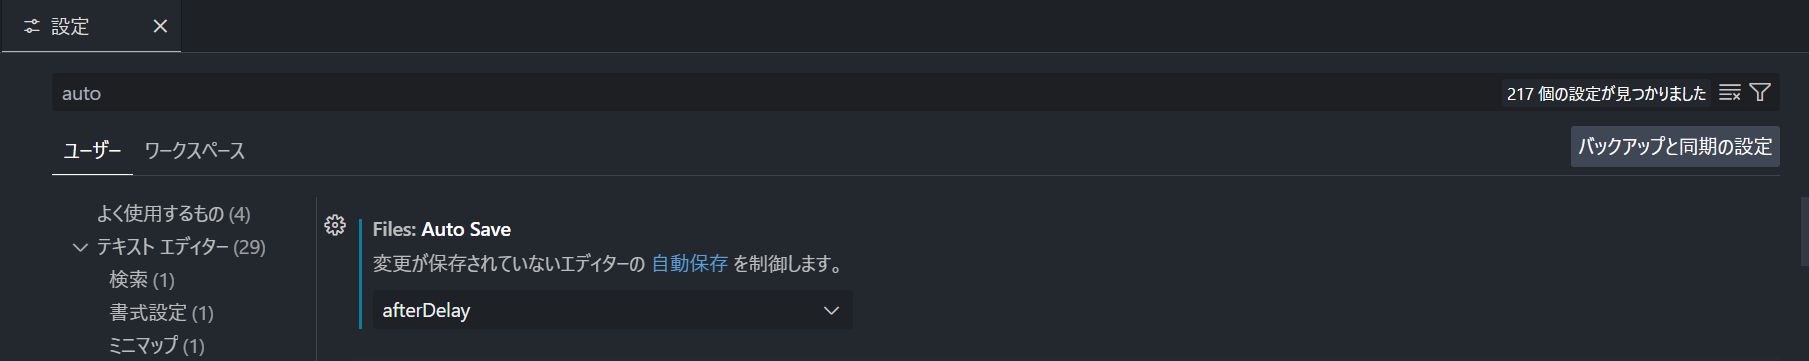 設定
auto
217 個の設定が見つかりました
ユーザー
ワークスペース
バックアップと同期の設定
よく使用するもの (4)
テキスト エディター (29)
検索 (1)
書式設定 (1)
ミニマップ (1)
Files: Auto Save
変更が保存されていないエディターの 自動保存 を制御します。
afterDelay